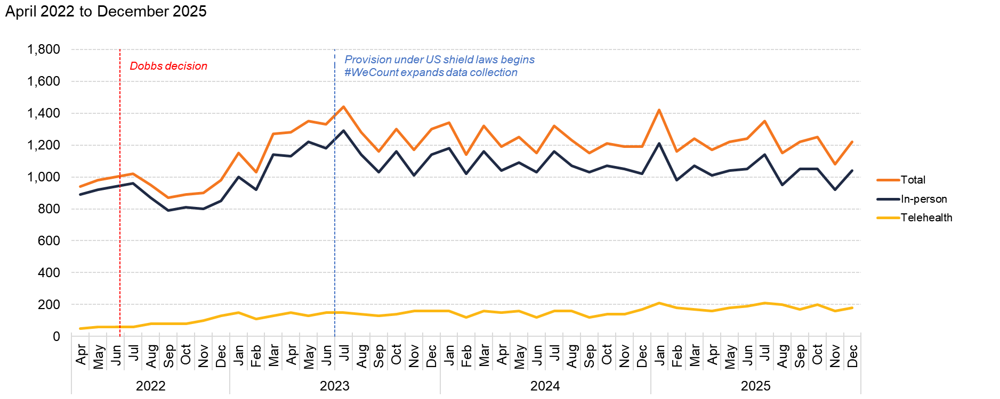 April 2022 to December 2025
1,800
1,600
1,400
1,200
1,000
800
600
400
200
0
Dobbs decision
Provision under US shield laws begins
#WeCount expands data collection
Total
In-person
Telehealth
Apr May Jun Jul Aug Sep Oct Nov Dec Jan Feb Mar Apr May Jun Jul Aug Sep Oct Nov Dec Jan Feb Mar Apr May Jun Jul Aug Sep Oct Nov Dec Jan Feb Mar Apr May Jun Jul Aug Sep Oct Nov Dec
2022 2023 2024 2025